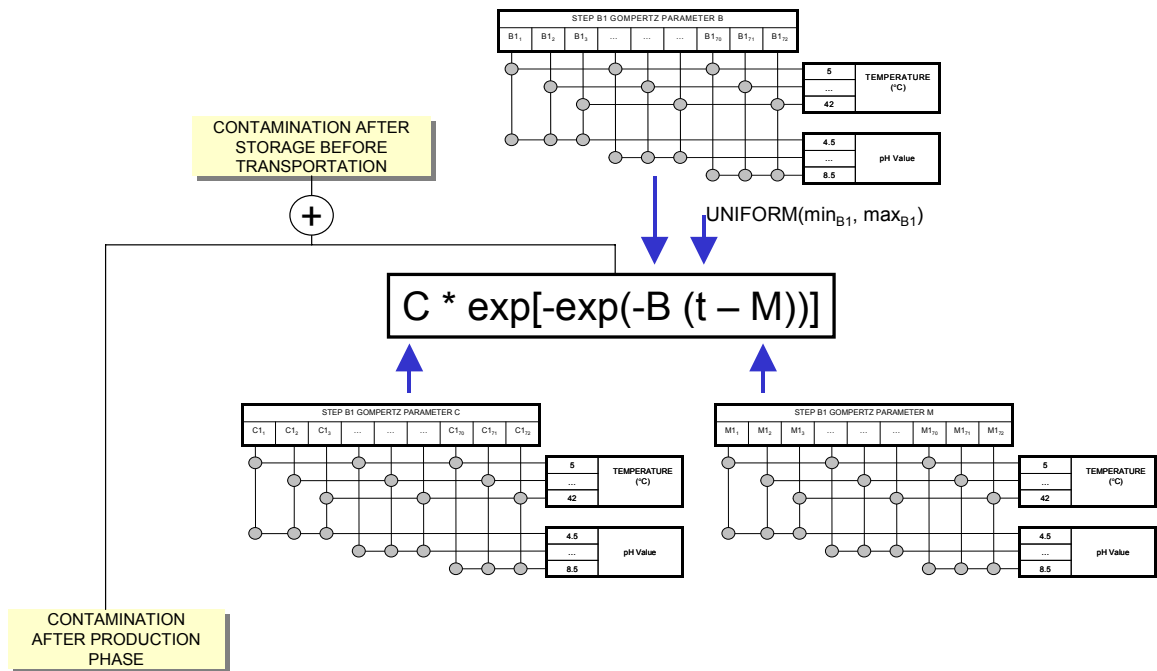 STEP B1 GOMPERTZ PARAMETER B
B1₁ B1₂ B1₃ ... ... ... B1₇₀ B1₇₁ B1₇₂
5
...
42
TEMPERATURE
(°C)
4.5
...
8.5
pH Value
CONTAMINATION AFTER
STORAGE BEFORE
TRANSPORTATION
+
UNIFORM(min_B1, max_B1)
C * exp[-exp(-B (t – M))]
STEP B1 GOMPERTZ PARAMETER C
C1₁ C1₂ C1₃ ... ... ... C1₇₀ C1₇₁ C1₇₂
5
...
42
TEMPERATURE
(°C)
4.5
...
8.5
pH Value
STEP B1 GOMPERTZ PARAMETER M
M1₁ M1₂ M1₃ ... ... ... M1₇₀ M1₇₁ M1₇₂
5
...
42
TEMPERATURE
(°C)
4.5
...
8.5
pH Value
CONTAMINATION
AFTER PRODUCTION
PHASE